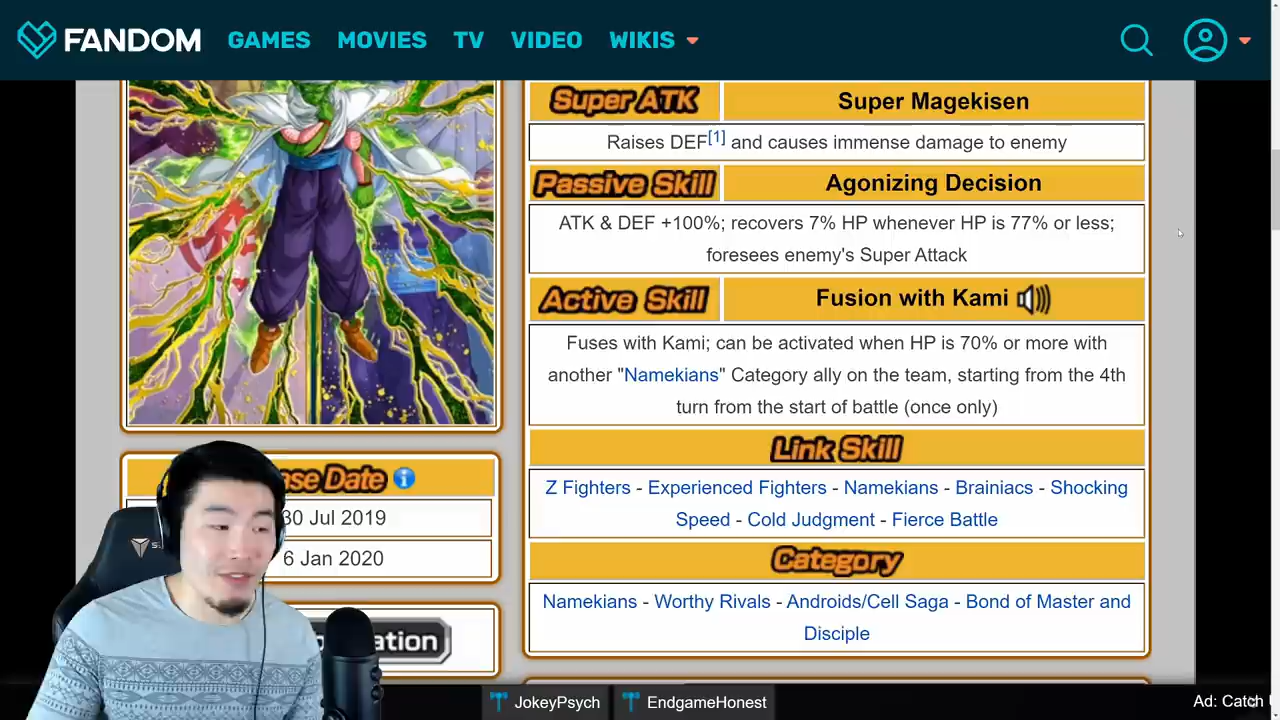 FANDOM GAMES MOVIES TV VIDEO WIKIS
Super ATK Super Magekisen
Raises DEF[1] and causes immense damage to enemy
Passive Skill Agonizing Decision
ATK & DEF +100%; recovers 7% HP whenever HP is 77% or less;
foresees enemy's Super Attack
Active Skill Fusion with Kami
Fuses with Kami; can be activated when HP is 70% or more with
another "Namekians" Category ally on the team, starting from the 4th
turn from the start of battle (once only)
Link Skill
Z Fighters - Experienced Fighters - Namekians - Brainiacs - Shocking
Speed - Cold Judgment - Fierce Battle
Category
Namekians - Worthy Rivals - Androids/Cell Saga - Bond of Master and
Disciple
Date
30 Jul 2019
6 Jan 2020
JokeyPsych EndgameHonest
Ad: Catch